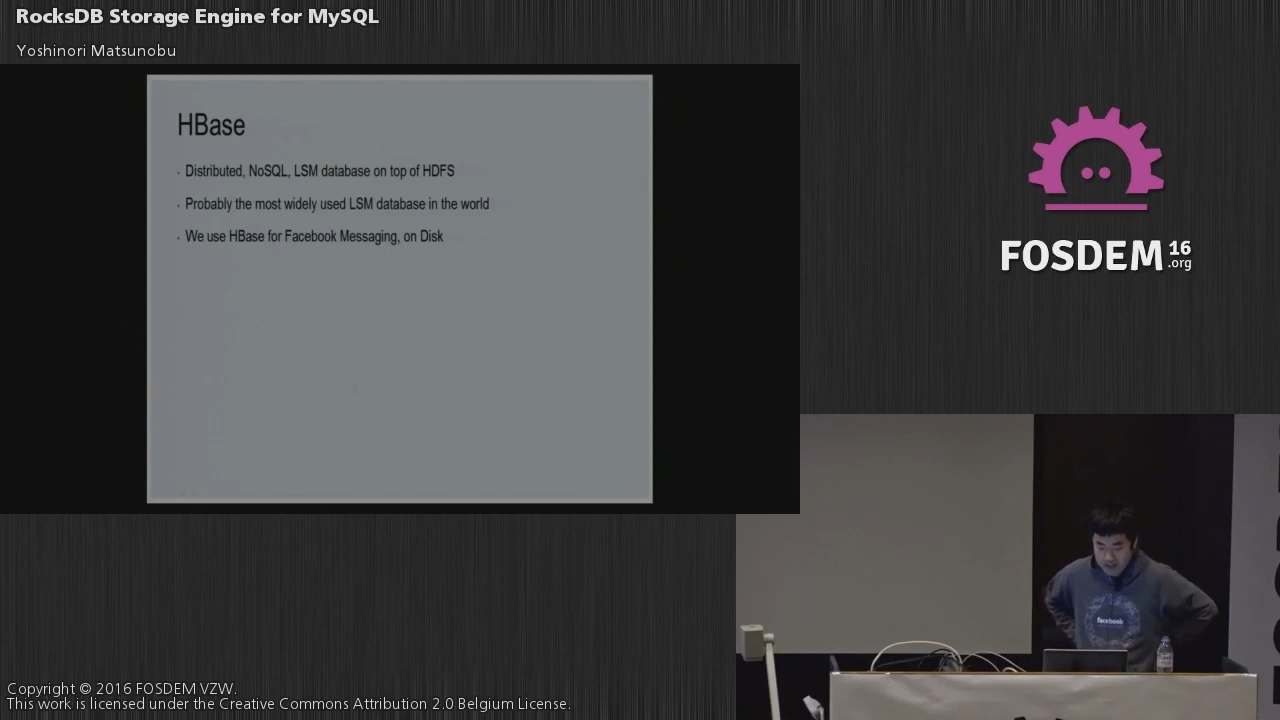 RocksDB Storage Engine for MySQL
Yoshinori Matsunobu
HBase
· Distributed, NoSQL, LSM database on top of HDFS
· Probably the most widely used LSM database in the world
· We use HBase for Facebook Messaging, on Disk
FOSDEM 16 .org
facebook
Copyright © 2016 FOSDEM VZW.
This work is licensed under the Creative Commons Attribution 2.0 Belgium License.